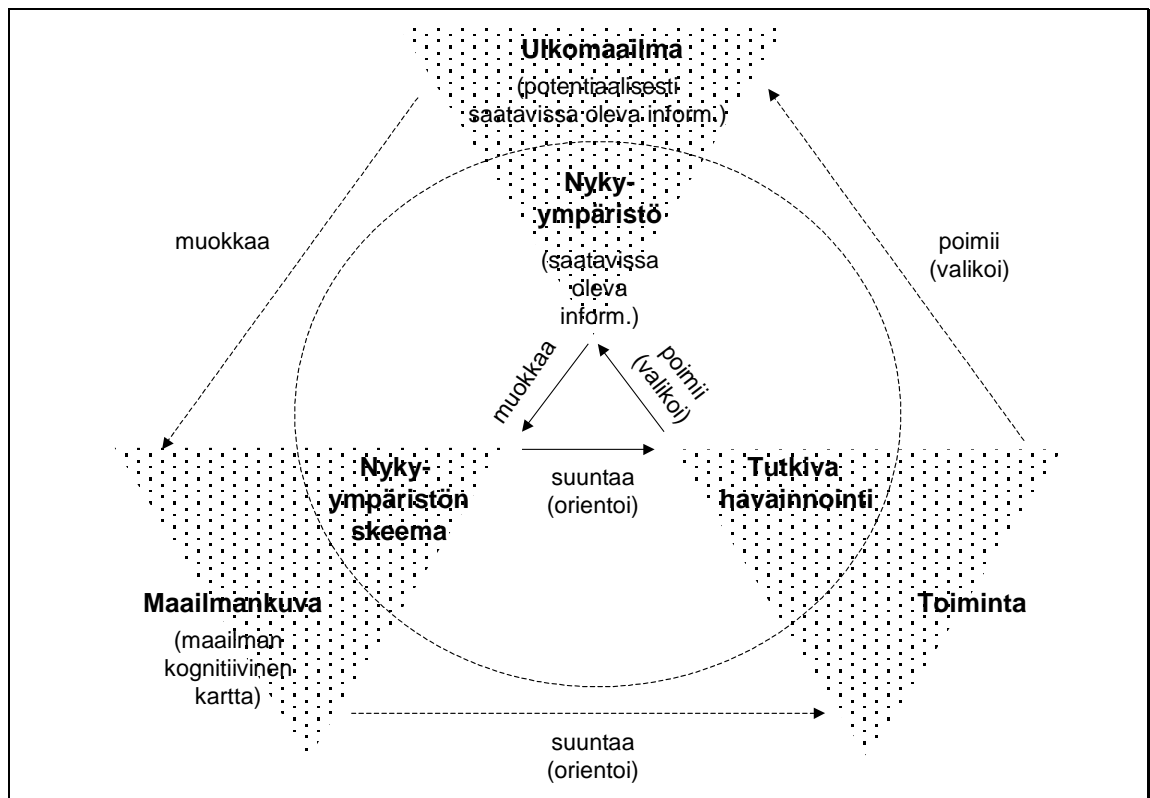 Ulkomaailma
(potentiaalisesti
saatavissa oleva inform.)
Nyky-
ympäristö
(saatavissa
oleva
inform.)
muokkaa
poimii
(valikoi)
muokkaa
poimii
(valikoi)
Nyky-
ympäristön
skeema
suuntaa
(orientoi)
Tutkiva
havainnointi
Maailmankuva
(maailman
kognitiivinen
kartta)
Toiminta
suuntaa
(orientoi)